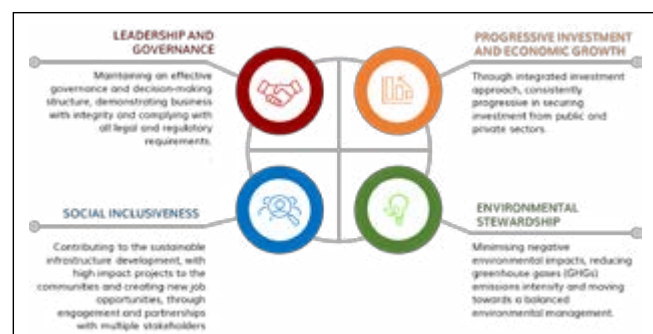 LEADERSHIP AND
GOVERNANCE
Maintaining an effective
governance and decision-making
structure, demonstrating business
with integrity and complying with
all legal and regulatory
requirements.
PROGRESSIVE INVESTMENT
AND ECONOMIC GROWTH
Through integrated investment
approach, consistently
progressive in securing
investment from public and
private sectors.
SOCIAL INCLUSIVENESS
Contributing to the sustainable
infrastructure development, with
high impact projects to the
communities and creating new job
opportunities, through
engagement and partnerships
with multiple stakeholders
ENVIRONMENTAL
STEWARDSHIP
Minimising negative
environmental impacts, reducing
greenhouse gases (GHGs)
emissions intensity and moving
towards a balanced
environmental management.